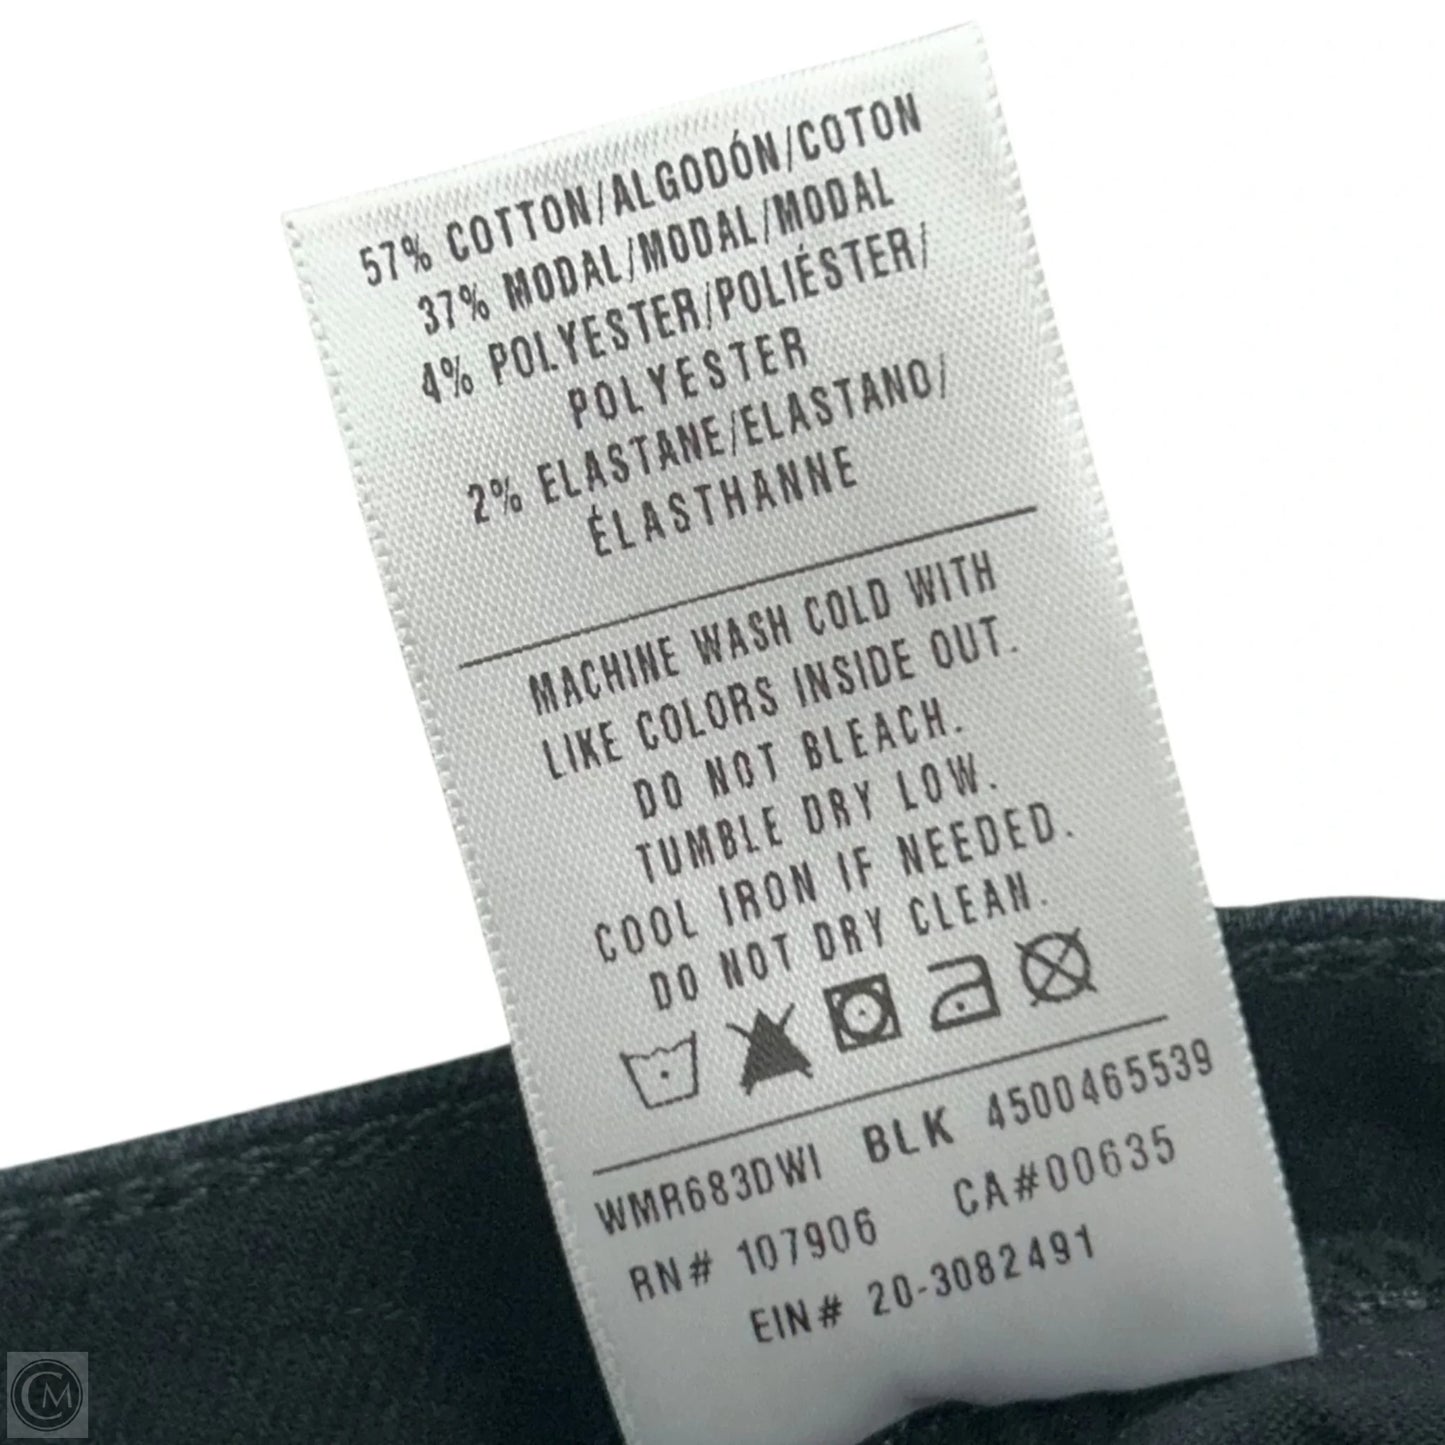 57% COTTON/ALGODÓN/COTON
37% MODAL/MODAL/MODAL
4% POLYESTER/POLIÉSTER/
POLYESTER
2% ELASTANE/ELASTANO/
ÉLASTHANNE
MACHINE WASH COLD WITH
LIKE COLORS INSIDE OUT.
DO NOT BLEACH.
TUMBLE DRY LOW.
COOL IRON IF NEEDED.
DO NOT DRY CLEAN.
WMR683DWI BLK 4500465539
RN# 107906 CA#00635
EIN# 20-3082491
CM